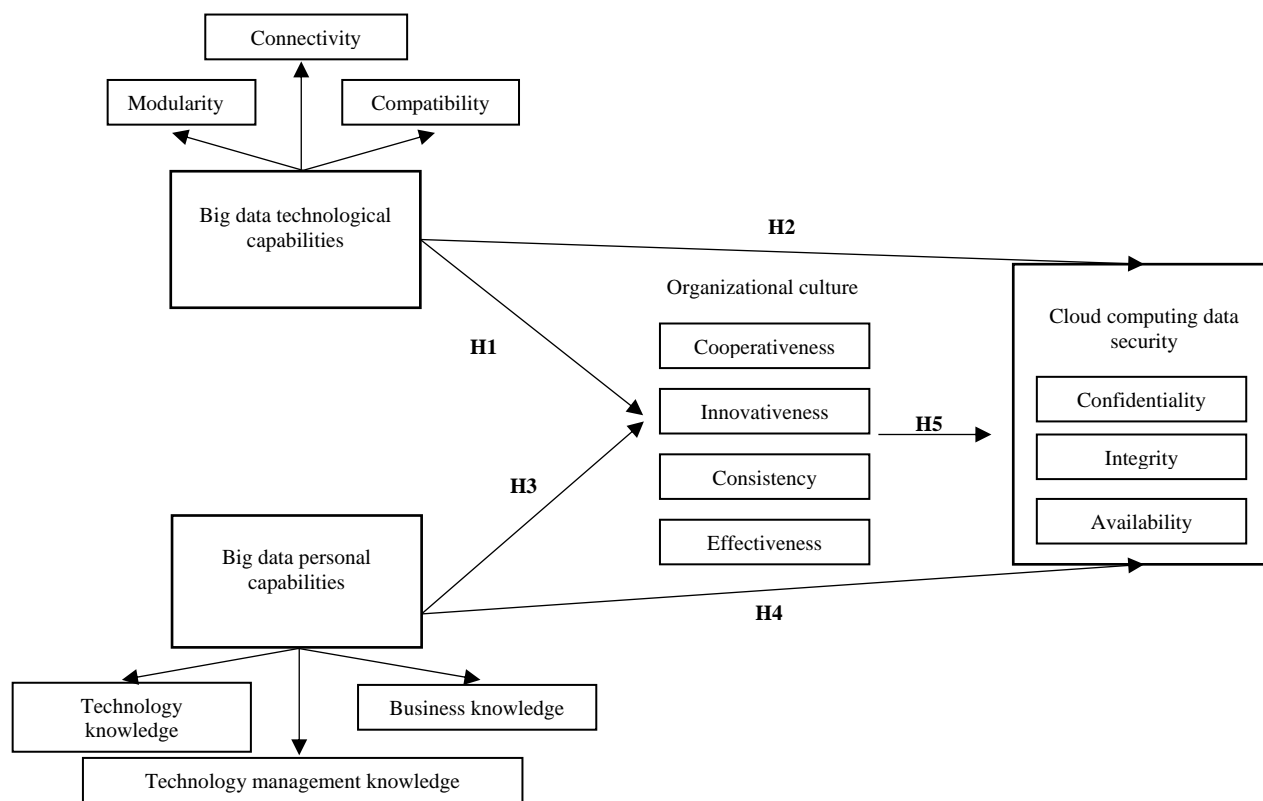 Connectivity
Modularity
Compatibility
Big data technological
capabilities
H2
Organizational culture
Cloud computing data
security
H1
Cooperativeness
Innovativeness
Confidentiality
H5
Integrity
H3
Consistency
Availability
Effectiveness
Big data personal
capabilities
H4
Technology
knowledge
Business knowledge
Technology management knowledge